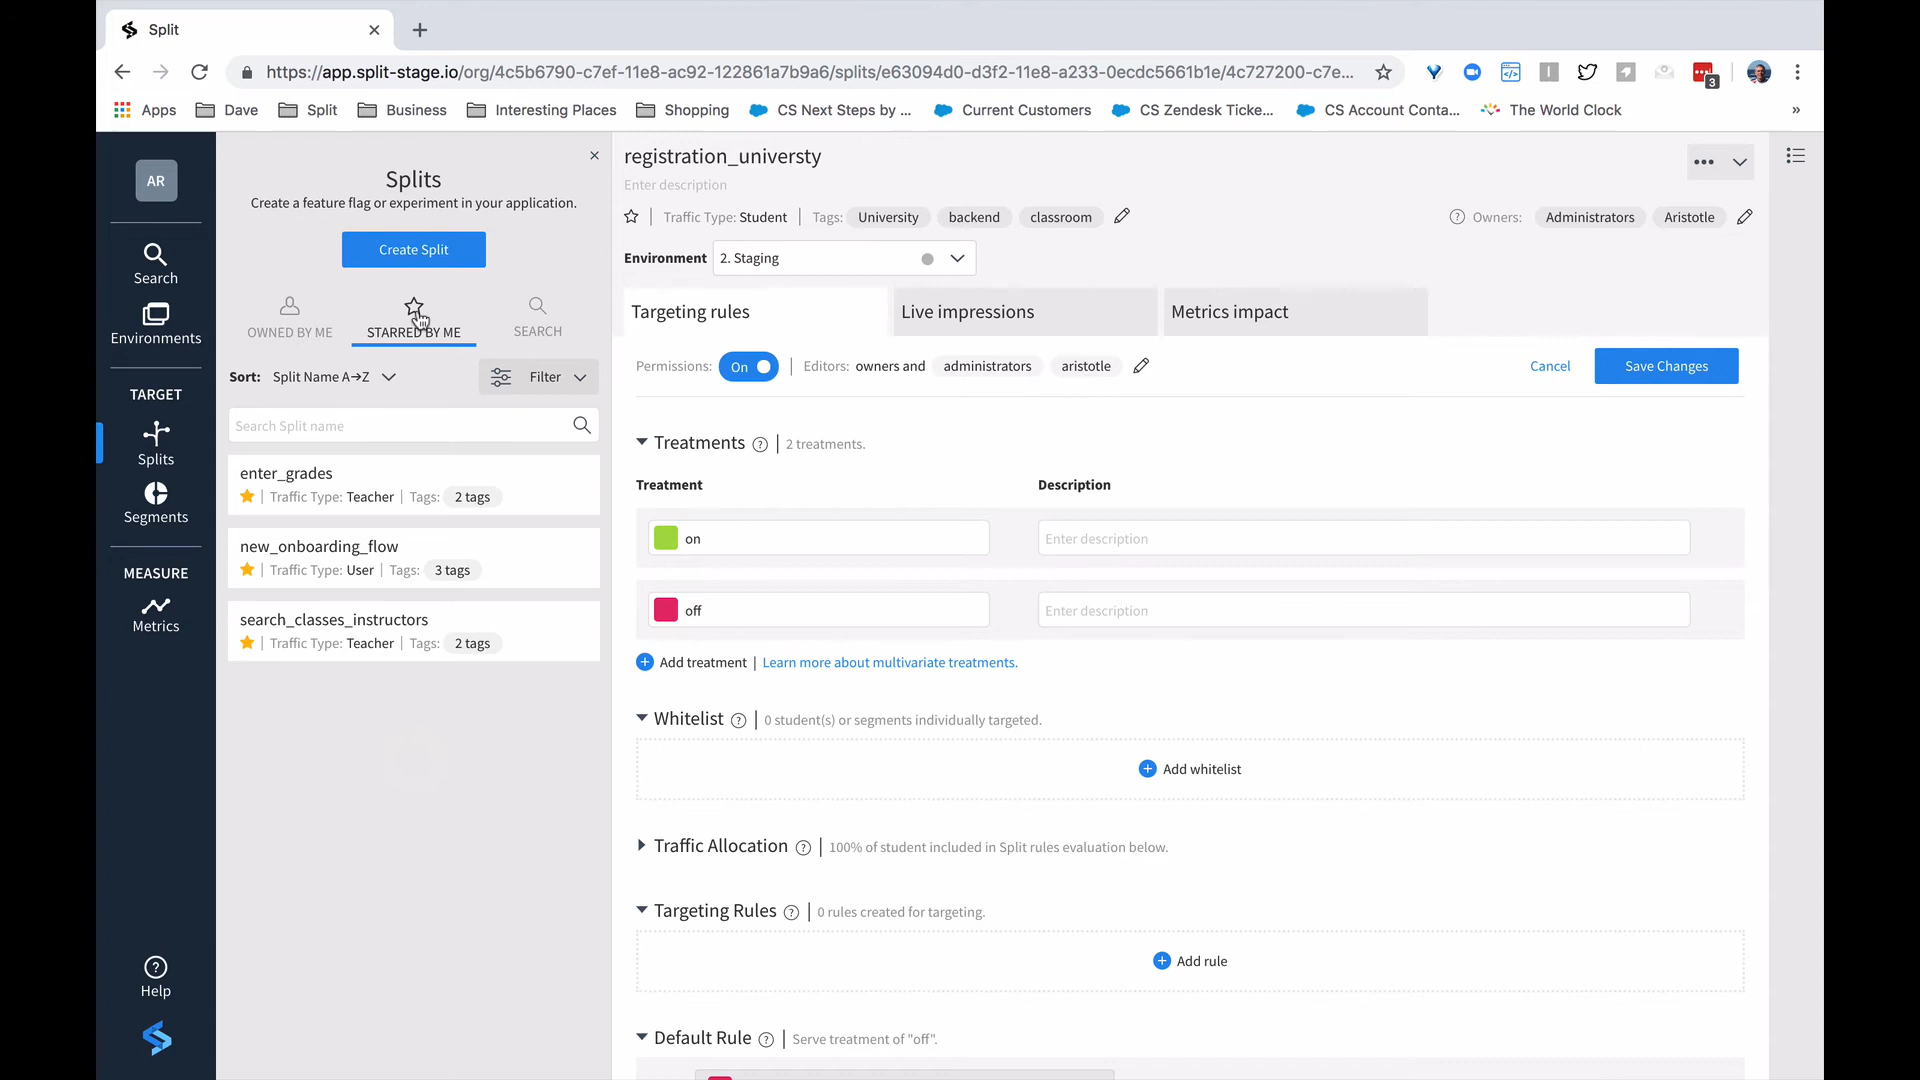 Split
https://app.split-stage.io/org/4c5b6790-c7ef-11e8-ac92-122861a7b9a6/splits/e63094d0-d3f2-11e8-a233-0ecdc5661b1e/4c727200-c7e...
3
Apps Dave Split Business Interesting Places Shopping CS Next Steps by ... Current Customers CS Zendesk Ticke... CS Account Conta... The World Clock »
AR
Search
Environments
TARGET
Splits
Segments
MEASURE
Metrics
Help
Splits
Create a feature flag or experiment in your application.
Create Split
OWNED BY ME STARRED BY ME SEARCH
Sort: Split Name A→Z Filter
Search Split name
enter_grades
Traffic Type: Teacher | Tags: 2 tags
new_onboarding_flow
Traffic Type: User | Tags: 3 tags
search_classes_instructors
Traffic Type: Teacher | Tags: 2 tags
registration_universty
Enter description
Traffic Type: Student | Tags: University backend classroom ? Owners: Administrators Aristotle
Environment 2. Staging
Targeting rules Live impressions Metrics impact
Permissions: On | Editors: owners and administrators aristotle Cancel Save Changes
Treatments ? | 2 treatments.
Treatment Description
on Enter description
off Enter description
Add treatment | Learn more about multivariate treatments.
Whitelist ? | 0 student(s) or segments individually targeted.
Add whitelist
Traffic Allocation ? | 100% of student included in Split rules evaluation below.
Targeting Rules ? | 0 rules created for targeting.
Add rule
Default Rule ? | Serve treatment of "off".